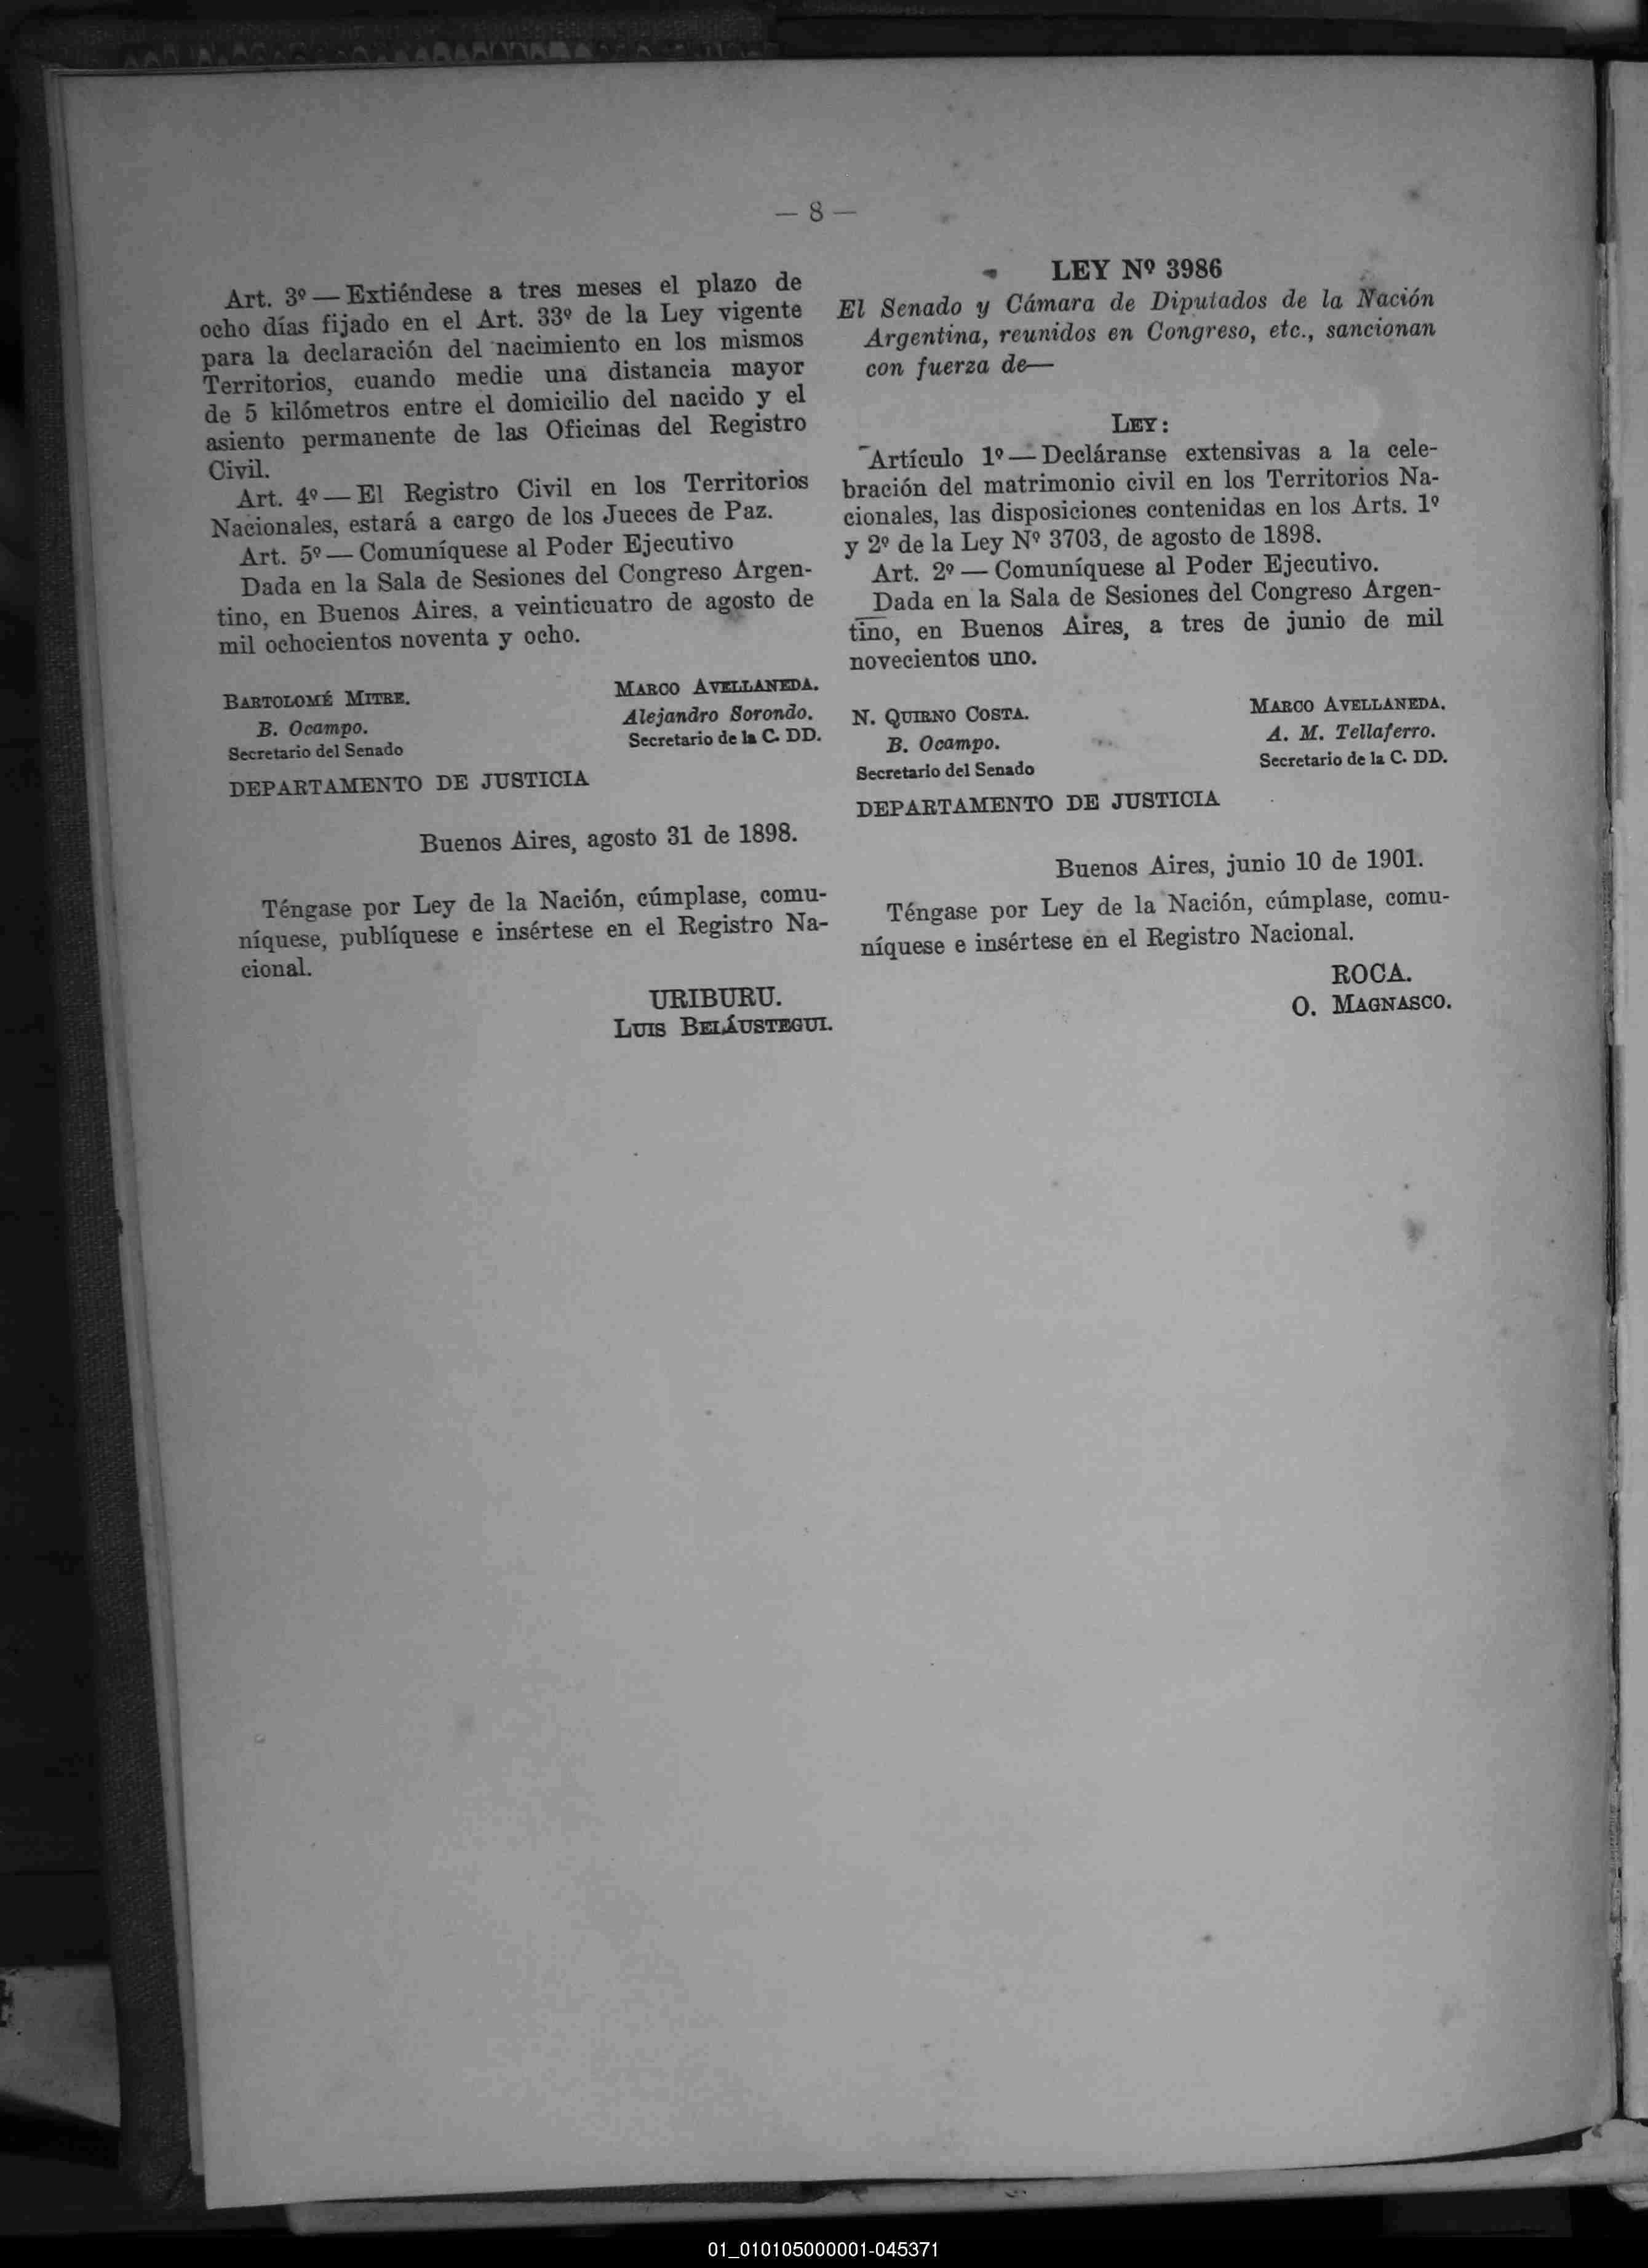 — 8 —
Art. 3º — Extiéndese a tres meses el plazo de
ocho días fijado en el Art. 33º de la Ley vigente
para la declaración del nacimiento en los mismos
Territorios, cuando medie una distancia mayor
de 5 kilómetros entre el domicilio del nacido y el
asiento permanente de las Oficinas del Registro
Civil.
Art. 4º — El Registro Civil en los Territorios
Nacionales, estará a cargo de los Jueces de Paz.
Art. 5º — Comuníquese al Poder Ejecutivo
Dada en la Sala de Sesiones del Congreso Argen-
tino, en Buenos Aires, a veinticuatro de agosto de
mil ochocientos noventa y ocho.
BARTOLOMÉ MITRE.
B. Ocampo.
Secretario del Senado
MARCO AVELLANEDA.
Alejandro Sorondo.
Secretario de la C. DD.
DEPARTAMENTO DE JUSTICIA
Buenos Aires, agosto 31 de 1898.
Téngase por Ley de la Nación, cúmplase, comu-
níquese, publíquese e insértese en el Registro Na-
cional.
URIBURU.
LUIS BELÁUSTEGUI.
LEY Nº 3986
El Senado y Cámara de Diputados de la Nación
Argentina, reunidos en Congreso, etc., sancionan
con fuerza de—
LEY:
Artículo 1º — Decláranse extensivas a la cele-
bración del matrimonio civil en los Territorios Na-
cionales, las disposiciones contenidas en los Arts. 1º
y 2º de la Ley Nº 3703, de agosto de 1898.
Art. 2º — Comuníquese al Poder Ejecutivo.
Dada en la Sala de Sesiones del Congreso Argen-
tino, en Buenos Aires, a tres de junio de mil
novecientos uno.
N. QUIRNO COSTA.
B. Ocampo.
Secretario del Senado
MARCO AVELLANEDA.
A. M. Tellaferro.
Secretario de la C. DD.
DEPARTAMENTO DE JUSTICIA
Buenos Aires, junio 10 de 1901.
Téngase por Ley de la Nación, cúmplase, comu-
níquese e insértese en el Registro Nacional.
ROCA.
O. MAGNASCO.
01_010105000001-045371